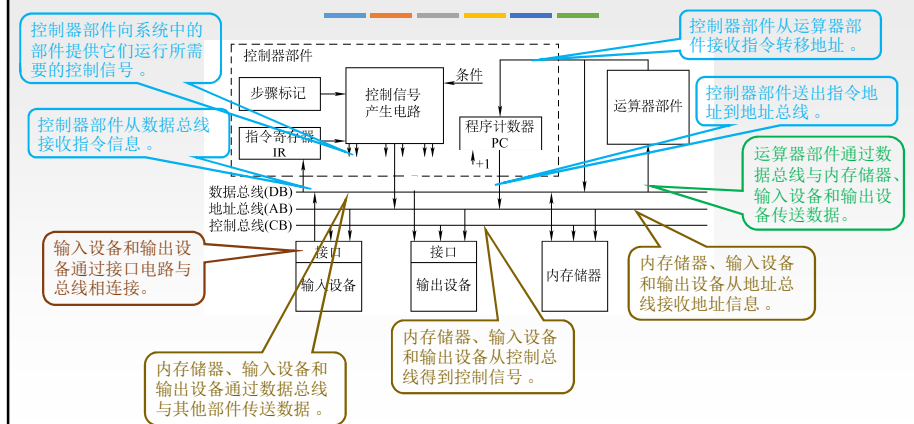 控制器部件向系统中的
部件提供它们运行所需
要的控制信号 。
控制器部件从运算器部
件接收指令转移地址 。
控制器部件
步骤标记
控制信号
产生电路
条件
运算器部件
控制器部件送出指令地
址到地址总线。
控制器部件从数据总线
接收指令信息 。
指令寄存器
IR
程序计数器
PC
+1
运算器部件通过数
据总线与内存储器、
输入设备和输出设
备传送数据。
数据总线(DB)
地址总线(AB)
控制总线(CB)
输入设备和输出设
备通过接口电路与
总线相连接。
接口
输入设备
接口
输出设备
内存储器
内存储器、输入设备
和输出设备从地址总
线接收地址信息 。
内存储器、输入设备和
输出设备通过数据总线
与其他部件传送数据 。
内存储器、输入设备
和输出设备从控制总
线得到控制信号 。